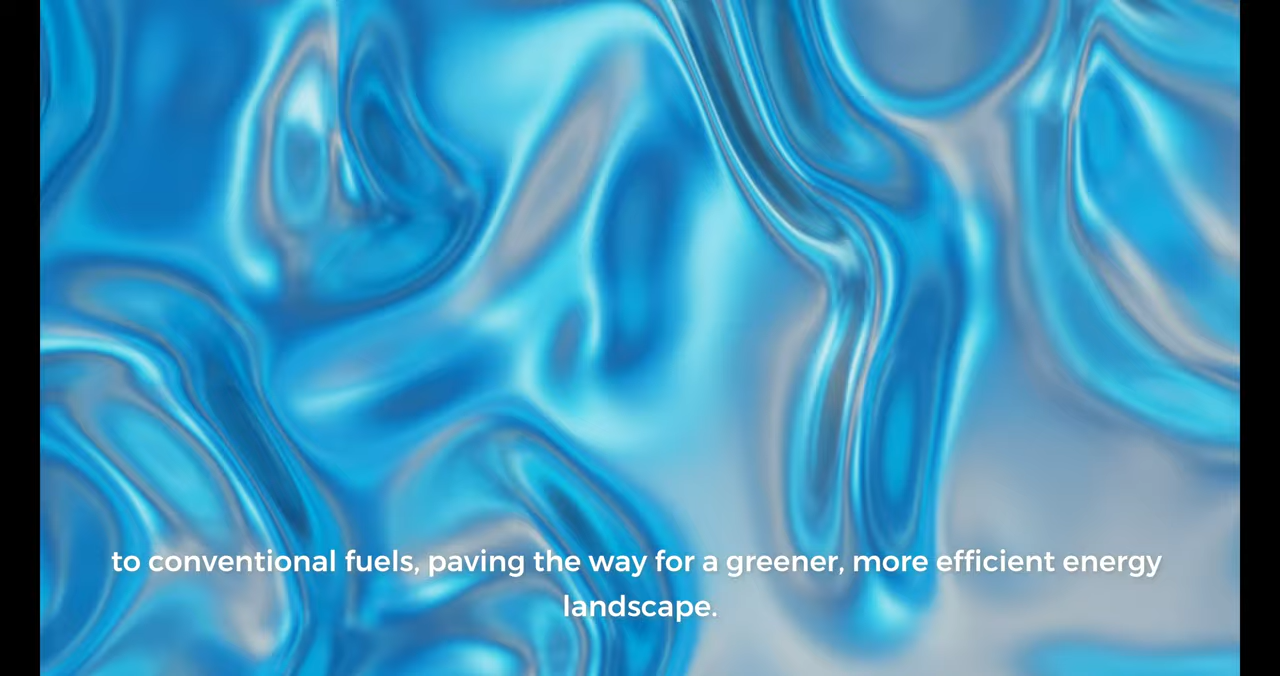 to conventional fuels, paving the way for a greener, more efficient energy
landscape.